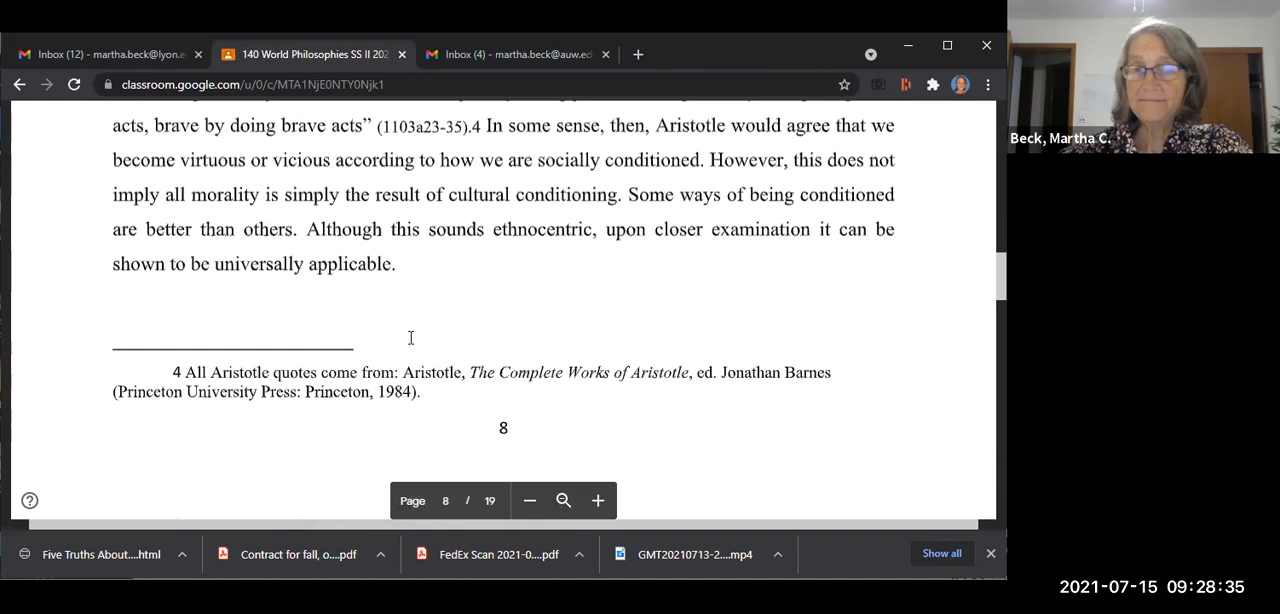 Inbox (12) - martha.beck@lyon.e
140 World Philosophies SS II 202
Inbox (4) - martha.beck@auw.ed
classroom.google.com/u/0/c/MTA1NjE0NTY0Njk1
acts, brave by doing brave acts” (1103a23-35).4 In some sense, then, Aristotle would agree that we
become virtuous or vicious according to how we are socially conditioned. However, this does not
imply all morality is simply the result of cultural conditioning. Some ways of being conditioned
are better than others. Although this sounds ethnocentric, upon closer examination it can be
shown to be universally applicable.
4 All Aristotle quotes come from: Aristotle, The Complete Works of Aristotle, ed. Jonathan Barnes
(Princeton University Press: Princeton, 1984).
8
Page 8 / 19
Five Truths About....html
Contract for fall, o....pdf
FedEx Scan 2021-0....pdf
GMT20210713-2....mp4
Show all
Beck, Martha C.
2021-07-15 09:28:35